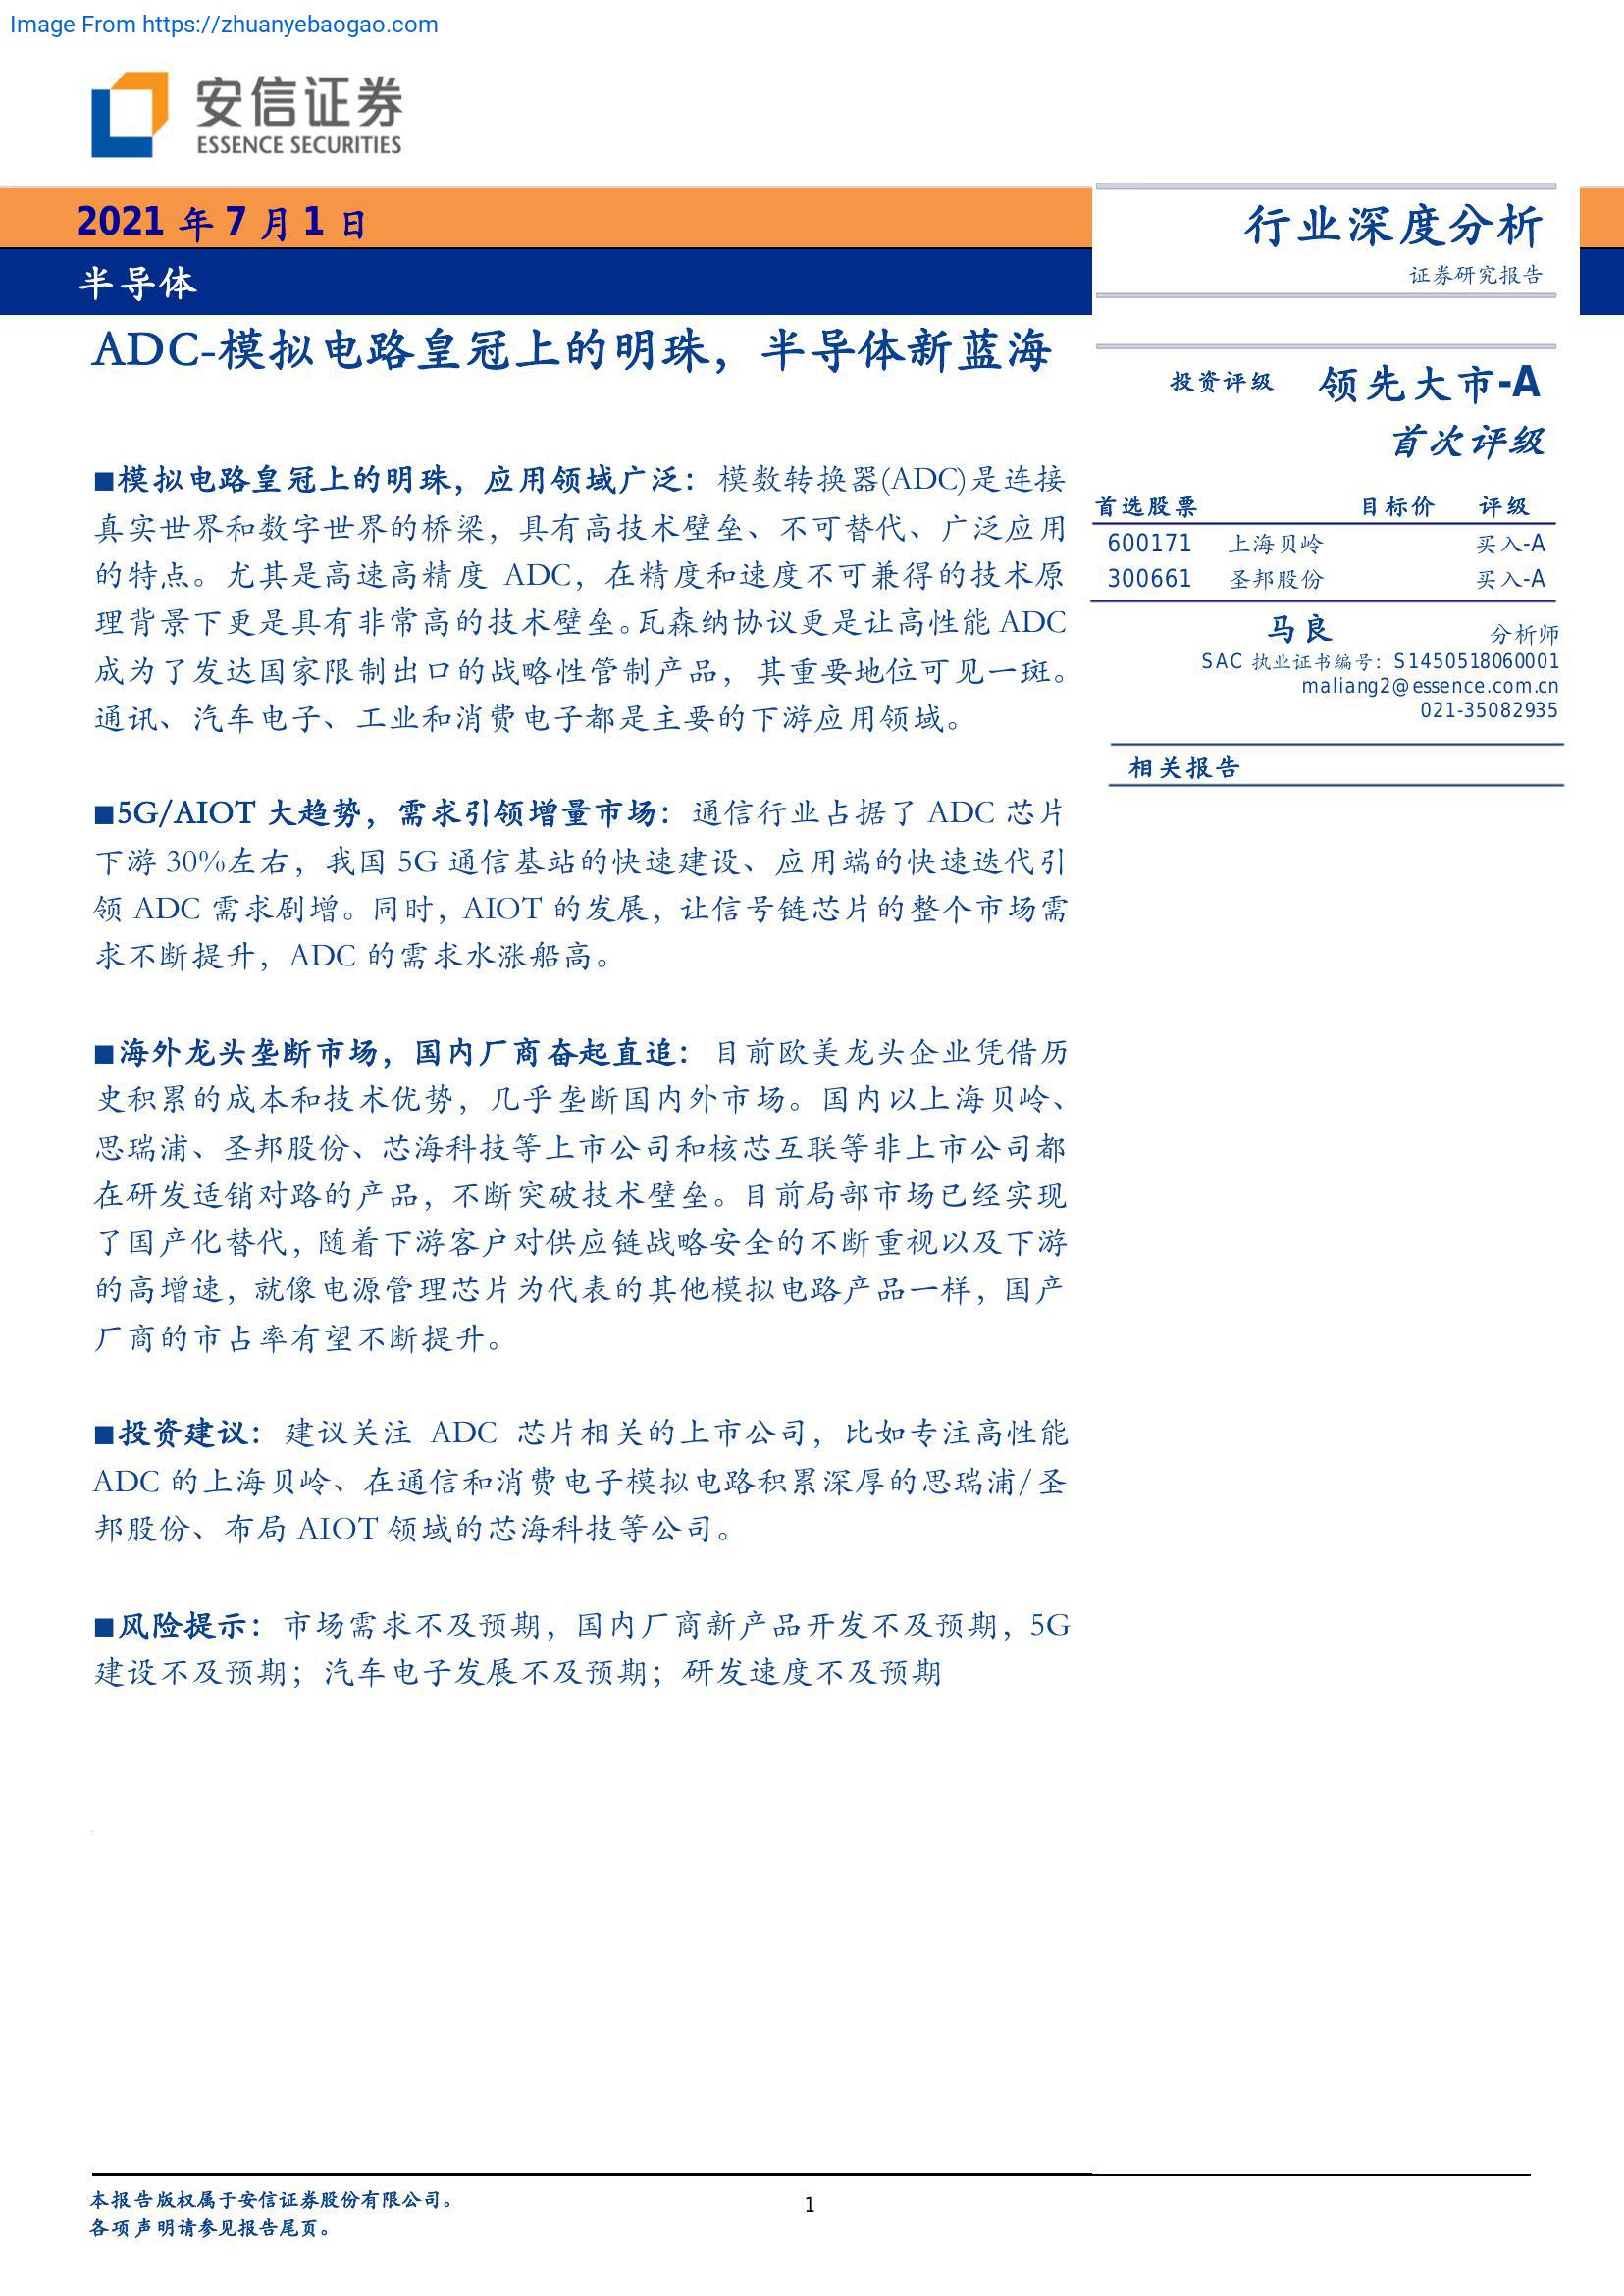 Image From https://zhuanyebaogao.com
安信证券
ESSENCE SECURITIES
2021 年 7 月 1 日
半导体
ADC-模拟电路皇冠上的明珠，半导体新蓝海
■模拟电路皇冠上的明珠，应用领域广泛：模数转换器(ADC)是连接
真实世界和数字世界的桥梁，具有高技术壁垒、不可替代、广泛应用
的特点。尤其是高速高精度 ADC，在精度和速度不可兼得的技术原
理背景下更是具有非常高的技术壁垒。瓦森纳协议更是让高性能 ADC
成为了发达国家限制出口的战略性管制产品，其重要地位可见一斑。
通讯、汽车电子、工业和消费电子都是主要的下游应用领域。
■5G/AIOT 大趋势，需求引领增量市场：通信行业占据了 ADC 芯片
下游 30%左右，我国 5G 通信基站的快速建设、应用端的快速迭代引
领 ADC 需求剧增。同时，AIOT 的发展，让信号链芯片的整个市场需
求不断提升，ADC 的需求水涨船高。
■海外龙头垄断市场，国内厂商奋起直追：目前欧美龙头企业凭借历
史积累的成本和技术优势，几乎垄断国内外市场。国内以上海贝岭、
思瑞浦、圣邦股份、芯海科技等上市公司和核芯互联等非上市公司都
在研发适销对路的产品，不断突破技术壁垒。目前局部市场已经实现
了国产化替代，随着下游客户对供应链战略安全的不断重视以及下游
的高增速，就像电源管理芯片为代表的其他模拟电路产品一样，国产
厂商的市占率有望不断提升。
■投资建议：建议关注 ADC 芯片相关的上市公司，比如专注高性能
ADC 的上海贝岭、在通信和消费电子模拟电路积累深厚的思瑞浦/圣
邦股份、布局 AIOT 领域的芯海科技等公司。
■风险提示：市场需求不及预期，国内厂商新产品开发不及预期，5G
建设不及预期；汽车电子发展不及预期；研发速度不及预期
行业深度分析
证券研究报告
投资评级 领先大市-A
首次评级
首选股票 目标价 评级
600171 上海贝岭 买入-A
300661 圣邦股份 买入-A
马良 分析师
SAC 执业证书编号：S1450518060001
maliang2@essence.com.cn
021-35082935
相关报告
本报告版权属于安信证券股份有限公司。
各项声明请参见报告尾页。
1